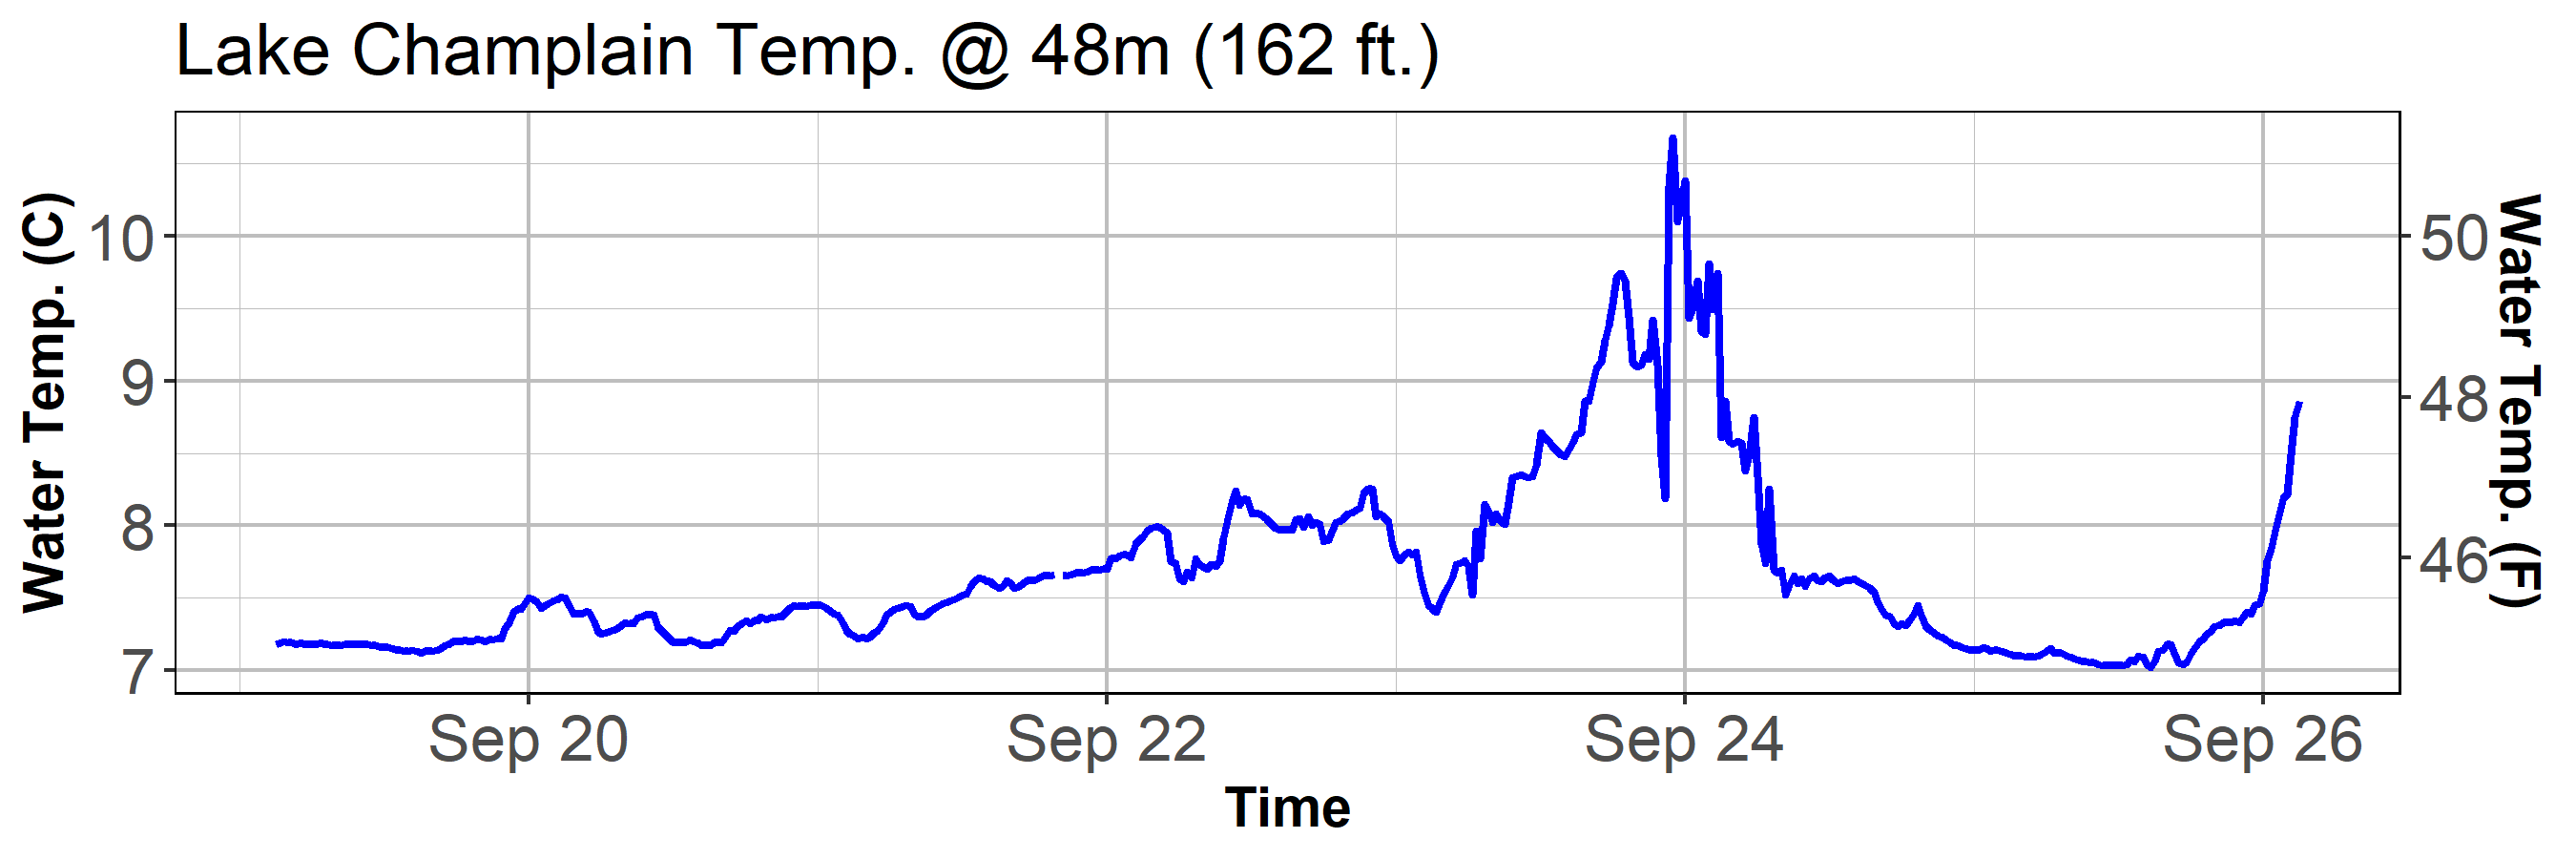 Lake Champlain Temp. @ 48m (162 ft.)
Water Temp. (C)
10
9
8
7
50
48
46
Water Temp. (F)
Sep 20 Sep 22 Sep 24 Sep 26
Time